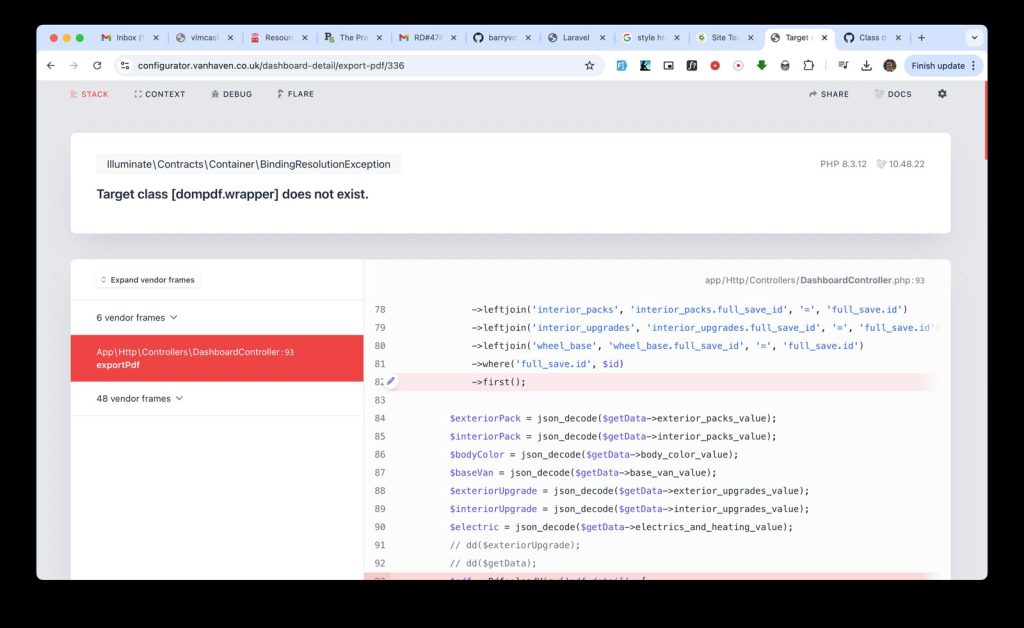 Inbox (1
vimcast
Resour
The Pra
RD#474
barryvd
Laravel
style ht
Site Too
Target c
Class d
configurator.vanhaven.co.uk/dashboard-detail/export-pdf/336
Finish update
STACK CONTEXT DEBUG FLARE SHARE DOCS
Illuminate\Contracts\Container\BindingResolutionException
PHP 8.3.12 10.48.22
Target class [dompdf.wrapper] does not exist.
Expand vendor frames
6 vendor frames
App\Http\Controllers\DashboardController:93
exportPdf
48 vendor frames
app/Http/Controllers/DashboardController.php:93
78 ->leftjoin('interior_packs', 'interior_packs.full_save_id', '=', 'full_save.id')
79 ->leftjoin('interior_upgrades', 'interior_upgrades.full_save_id', '=', 'full_save.id')
80 ->leftjoin('wheel_base', 'wheel_base.full_save_id', '=', 'full_save.id')
81 ->where('full_save.id', $id)
82 ->first();
83
84 $exteriorPack = json_decode($getData->exterior_packs_value);
85 $interiorPack = json_decode($getData->interior_packs_value);
86 $bodyColor = json_decode($getData->body_color_value);
87 $baseVan = json_decode($getData->base_van_value);
88 $exteriorUpgrade = json_decode($getData->exterior_upgrades_value);
89 $interiorUpgrade = json_decode($getData->interior_upgrades_value);
90 $electric = json_decode($getData->electrics_and_heating_value);
91 // dd($exteriorUpgrade);
92 // dd($getData);